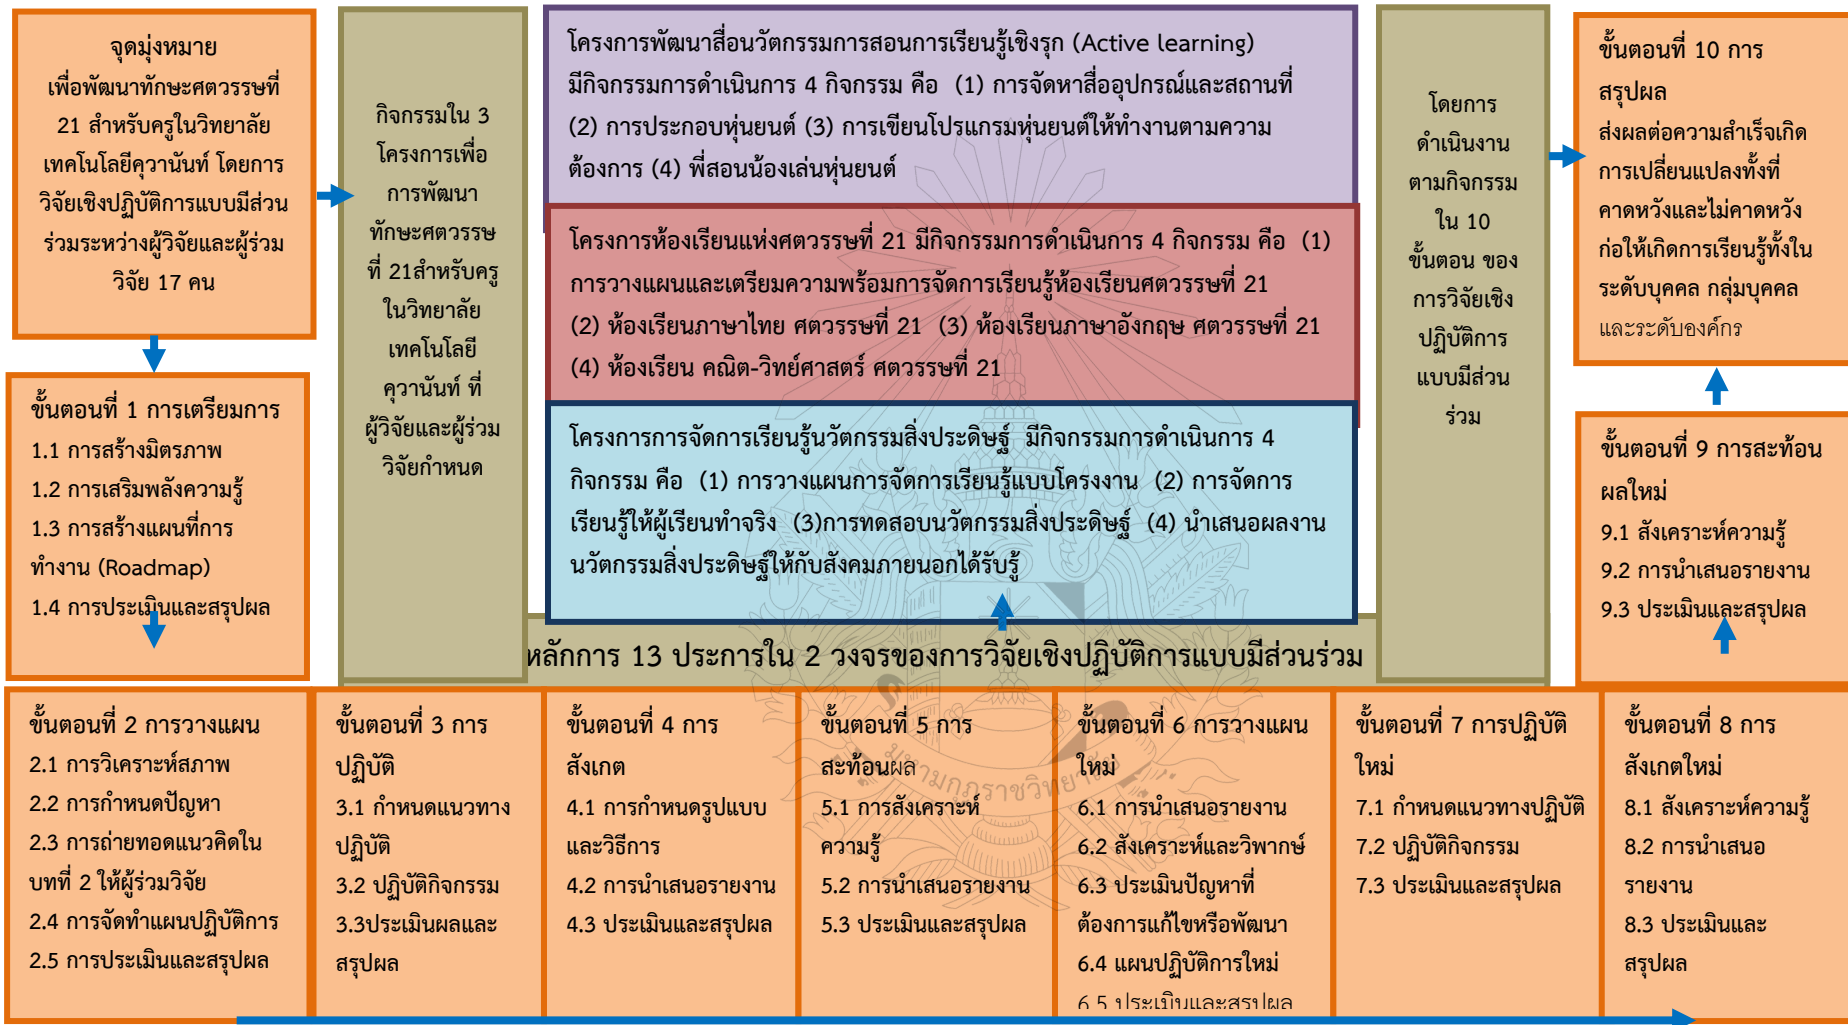 จุดมุ่งหมาย
เพื่อพัฒนาทักษะศตวรรษที่
21 สำหรับครูในวิทยาลัย
เทคโนโลยีคุวานันท์ โดยการ
วิจัยเชิงปฏิบัติการแบบมีส่วน
ร่วมระหว่างผู้วิจัยและผู้ร่วม
วิจัย 17 คน
ขั้นตอนที่ 1 การเตรียมการ
1.1 การสร้างมิตรภาพ
1.2 การเสริมพลังความรู้
1.3 การสร้างแผนที่การ
ทำงาน (Roadmap)
1.4 การประเมินและสรุปผล
กิจกรรมใน 3
โครงการเพื่อ
การพัฒนา
ทักษะศตวรรษ
ที่ 21สำหรับครู
ในวิทยาลัย
เทคโนโลยี
คุวานันท์ ที่
ผู้วิจัยและผู้ร่วม
วิจัยกำหนด
โครงการพัฒนาสื่อนวัตกรรมการสอนการเรียนรู้เชิงรุก (Active learning)
มีกิจกรรมการดำเนินการ 4 กิจกรรม คือ (1) การจัดหาสื่ออุปกรณ์และสถานที่
(2) การประกอบหุ่นยนต์ (3) การเขียนโปรแกรมหุ่นยนต์ให้ทำงานตามความ
ต้องการ (4) พี่สอนน้องเล่นหุ่นยนต์
โครงการห้องเรียนแห่งศตวรรษที่ 21 มีกิจกรรมการดำเนินการ 4 กิจกรรม คือ (1)
การวางแผนและเตรียมความพร้อมการจัดการเรียนรู้ห้องเรียนศตวรรษที่ 21
(2) ห้องเรียนภาษาไทย ศตวรรษที่ 21 (3) ห้องเรียนภาษาอังกฤษ ศตวรรษที่ 21
(4) ห้องเรียน คณิต-วิทย์ศาสตร์ ศตวรรษที่ 21
โครงการการจัดการเรียนรู้นวัตกรรมสิ่งประดิษฐ์ มีกิจกรรมการดำเนินการ 4
กิจกรรม คือ (1) การวางแผนการจัดการเรียนรู้แบบโครงงาน (2) การจัดการ
เรียนรู้ให้ผู้เรียนทำจริง (3)การทดสอบนวัตกรรมสิ่งประดิษฐ์ (4) นำเสนอผลงาน
นวัตกรรมสิ่งประดิษฐ์ให้กับสังคมภายนอกได้รับรู้
หลักการ 13 ประการใน 2 วงจรของการวิจัยเชิงปฏิบัติการแบบมีส่วนร่วม
โดยการ
ดำเนินงาน
ตามกิจกรรม
ใน 10
ขั้นตอน ของ
การวิจัยเชิง
ปฏิบัติการ
แบบมีส่วน
ร่วม
ขั้นตอนที่ 10 การ
สรุปผล
ส่งผลต่อความสำเร็จเกิด
การเปลี่ยนแปลงทั้งที่
คาดหวังและไม่คาดหวัง
ก่อให้เกิดการเรียนรู้ทั้งใน
ระดับบุคคล กลุ่มบุคคล
และระดับองค์กร
ขั้นตอนที่ 9 การสะท้อน
ผลใหม่
9.1 สังเคราะห์ความรู้
9.2 การนำเสนอรายงาน
9.3 ประเมินและสรุปผล
ขั้นตอนที่ 2 การวางแผน
2.1 การวิเคราะห์สภาพ
2.2 การกำหนดปัญหา
2.3 การถ่ายทอดแนวคิดใน
บทที่ 2 ให้ผู้ร่วมวิจัย
2.4 การจัดทำแผนปฏิบัติการ
2.5 การประเมินและสรุปผล
ขั้นตอนที่ 3 การ
ปฏิบัติ
3.1 กำหนดแนวทาง
ปฏิบัติ
3.2 ปฏิบัติกิจกรรม
3.3ประเมินผลและ
สรุปผล
ขั้นตอนที่ 4 การ
สังเกต
4.1 การกำหนดรูปแบบ
และวิธีการ
4.2 การนำเสนอรายงาน
4.3 ประเมินและสรุปผล
ขั้นตอนที่ 5 การ
สะท้อนผล
5.1 การสังเคราะห์
ความรู้
5.2 การนำเสนอรายงาน
5.3 ประเมินและสรุปผล
ขั้นตอนที่ 6 การวางแผน
ใหม่
6.1 การนำเสนอรายงาน
6.2 สังเคราะห์และวิพากษ์
6.3 ประเมินปัญหาที่
ต้องการแก้ไขหรือพัฒนา
6.4 แผนปฏิบัติการใหม่
6.5 ประเมินและสรุปผล
ขั้นตอนที่ 7 การปฏิบัติ
ใหม่
7.1 กำหนดแนวทางปฏิบัติ
7.2 ปฏิบัติกิจกรรม
7.3 ประเมินและสรุปผล
ขั้นตอนที่ 8 การ
สังเกตใหม่
8.1 สังเคราะห์ความรู้
8.2 การนำเสนอ
รายงาน
8.3 ประเมินและ
สรุปผล
มหามกุฏราชวิทยาลัย